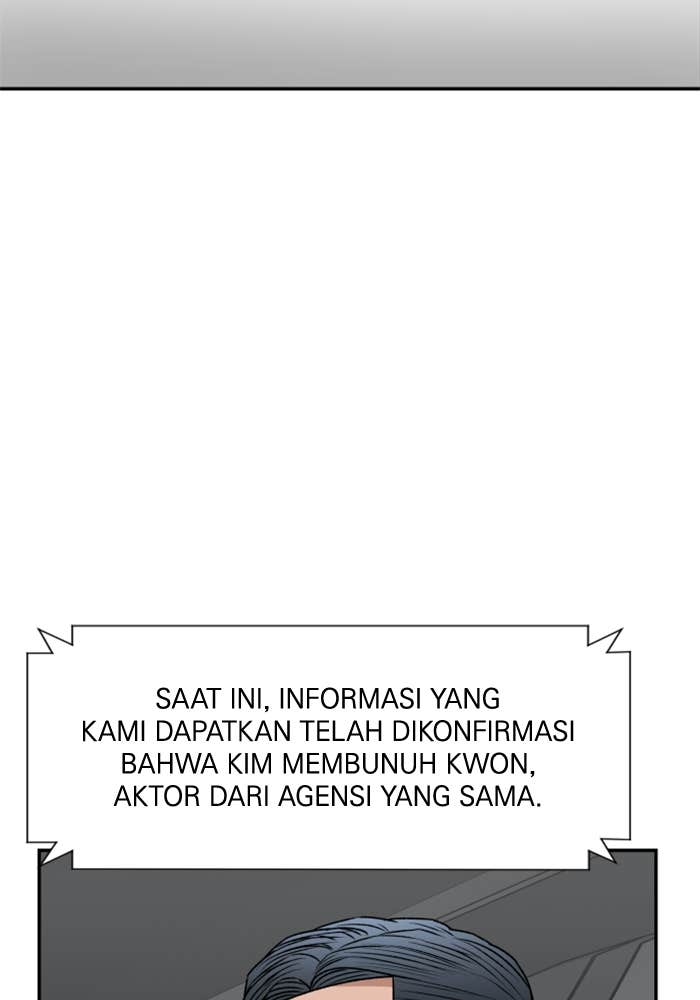 SAAT INI, INFORMASI YANG
KAMI DAPATKAN TELAH DIKONFIRMASI
BAHWA KIM MEMBUNUH KWON,
AKTOR DARI AGENSI YANG SAMA.